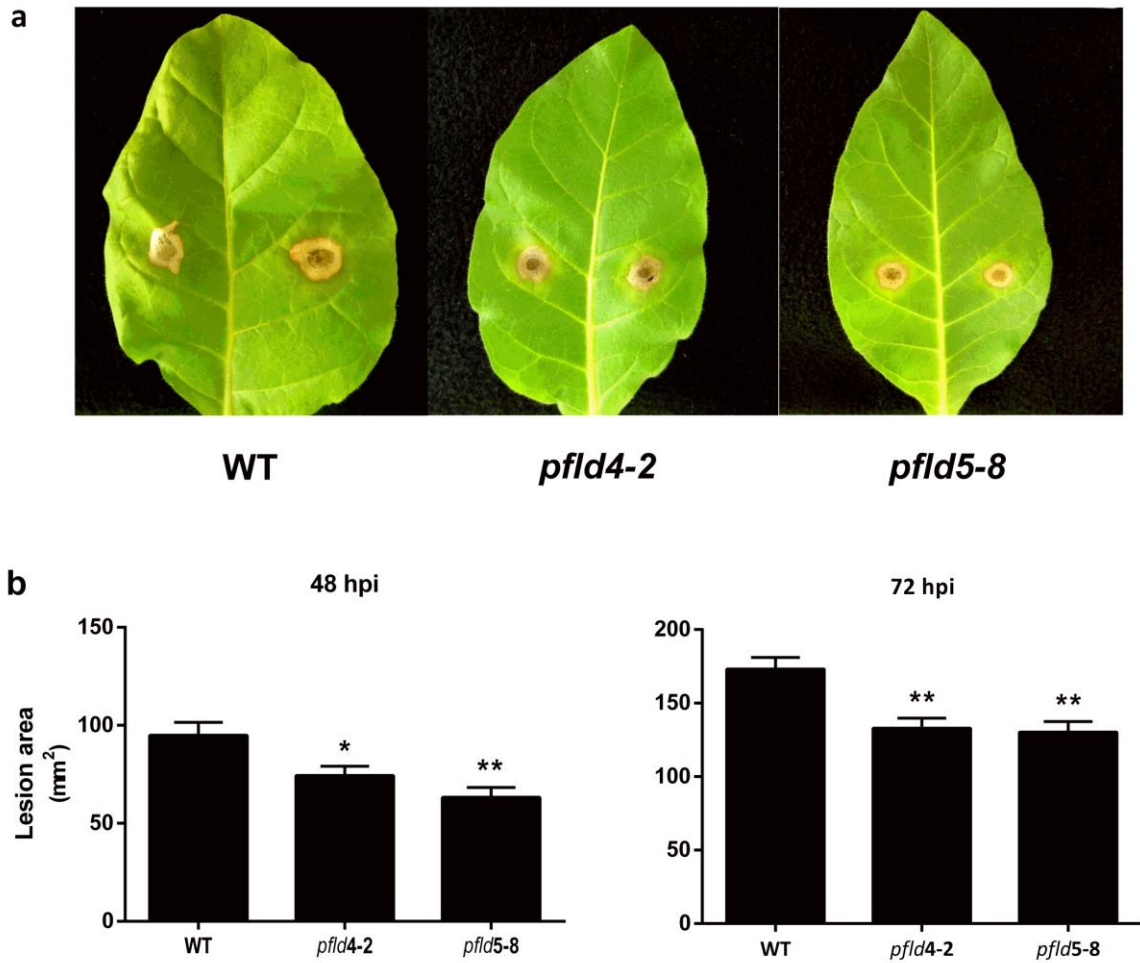 a
WT
pfld4-2
pfld5-8
b
48 hpi
Lesion area
(mm²)
150
100
50
0
*
**
WT
pfld4-2
pfld5-8
72 hpi
200
150
100
50
0
**
**
WT
pfld4-2
pfld5-8